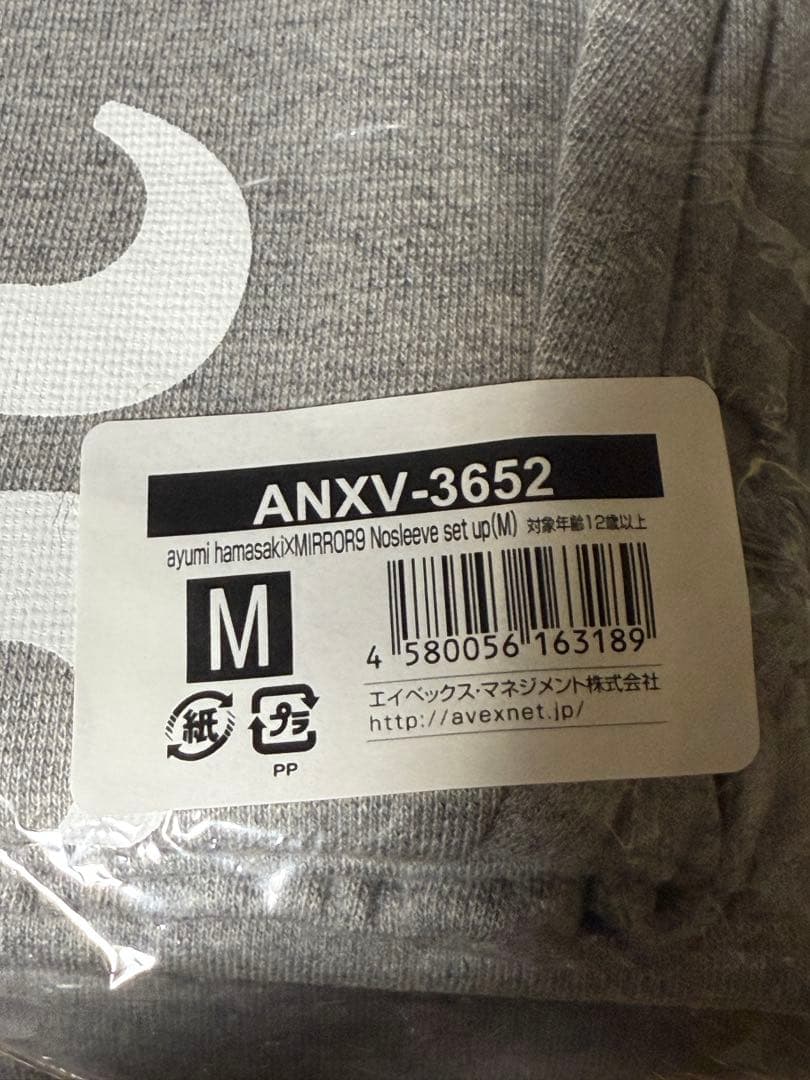 ANXV-3652
ayumi hamasaki×MIRROR9 Nosleeve set up(M) 対象年齢12歳以上
M
4 580056 163189
エイベックス・マネジメント株式会社
http://avexnet.jp/
紙 プラ
PP